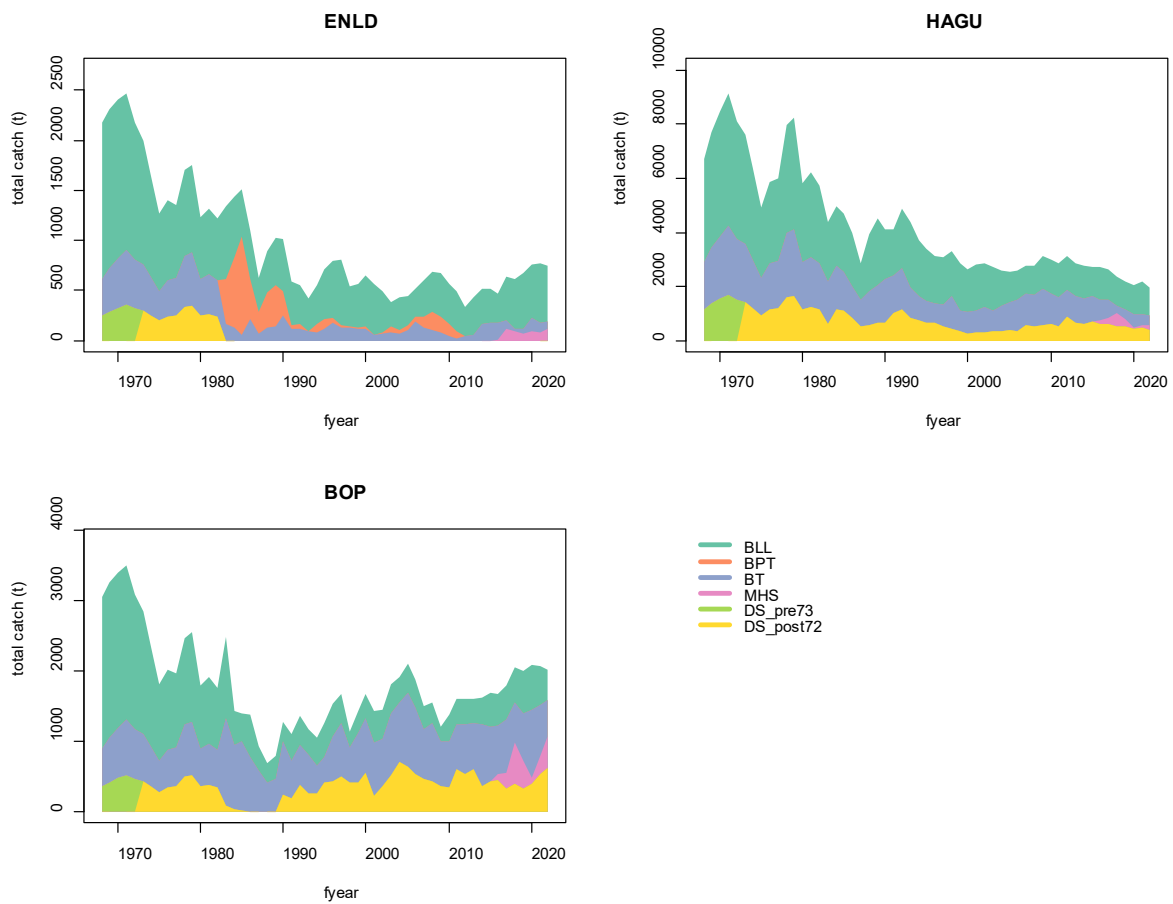 ENLD
total catch (t)
2500
2000
1500
1000
500
0
1970 1980 1990 2000 2010 2020
fyear
HAGU
total catch (t)
10000
8000
6000
4000
2000
0
1970 1980 1990 2000 2010 2020
fyear
BOP
total catch (t)
4000
3000
2000
1000
0
1970 1980 1990 2000 2010 2020
fyear
BLL
BPT
BT
MHS
DS_pre73
DS_post72